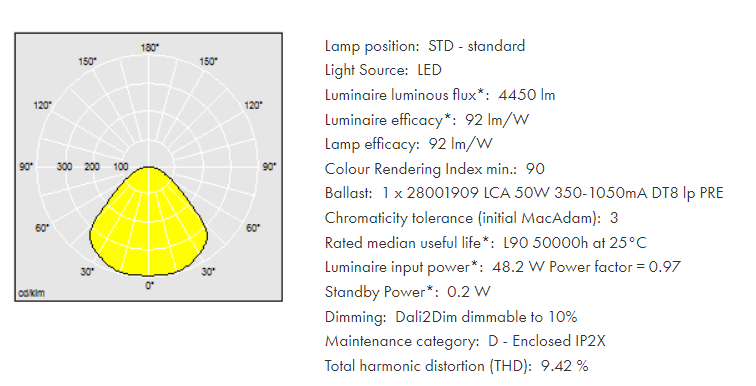 180°
150° 150°
120° 120°
90° 300 200 100 90°
60° 60°
30° 30°
0°
cd/klm
Lamp position: STD - standard
Light Source: LED
Luminaire luminous flux*: 4450 lm
Luminaire efficacy*: 92 lm/W
Lamp efficacy: 92 lm/W
Colour Rendering Index min.: 90
Ballast: 1 x 28001909 LCA 50W 350-1050mA DT8 lp PRE
Chromaticity tolerance (initial MacAdam): 3
Rated median useful life*: L90 50000h at 25°C
Luminaire input power*: 48.2 W Power factor = 0.97
Standby Power*: 0.2 W
Dimming: Dali2Dim dimmable to 10%
Maintenance category: D - Enclosed IP2X
Total harmonic distortion (THD): 9.42 %